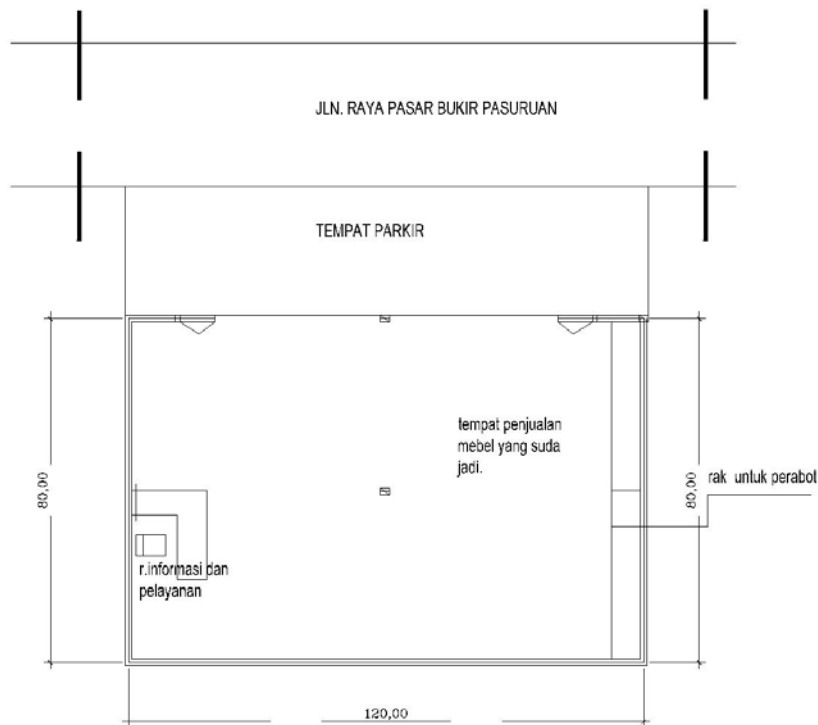 JLN. RAYA PASAR BUKIR PASURUAN
TEMPAT PARKIR
tempat penjualan
mebel yang suda
jadi.
80,00
80,00
rak untuk perabot
r.informasi dan
pelayanan
120,00